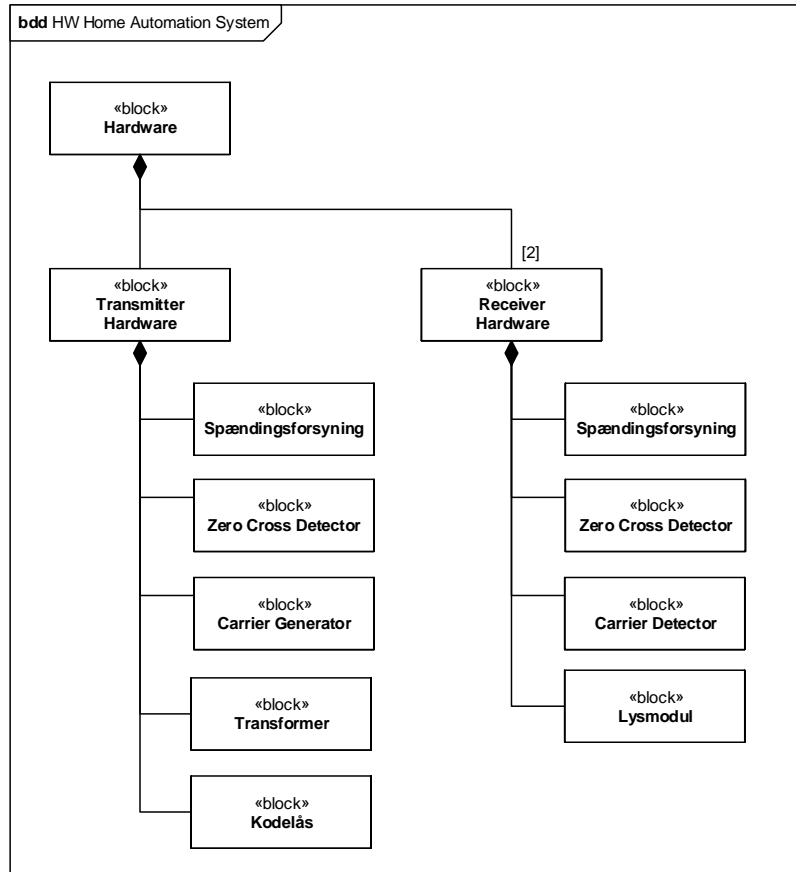 bdd HW Home Automation System
«block»
Hardware
[2]
«block»
Transmitter
Hardware
«block»
Receiver
Hardware
«block»
Spændingsforsyning
«block»
Spændingsforsyning
«block»
Zero Cross Detector
«block»
Zero Cross Detector
«block»
Carrier Generator
«block»
Carrier Detector
«block»
Transformer
«block»
Lysmodul
«block»
Kodelås